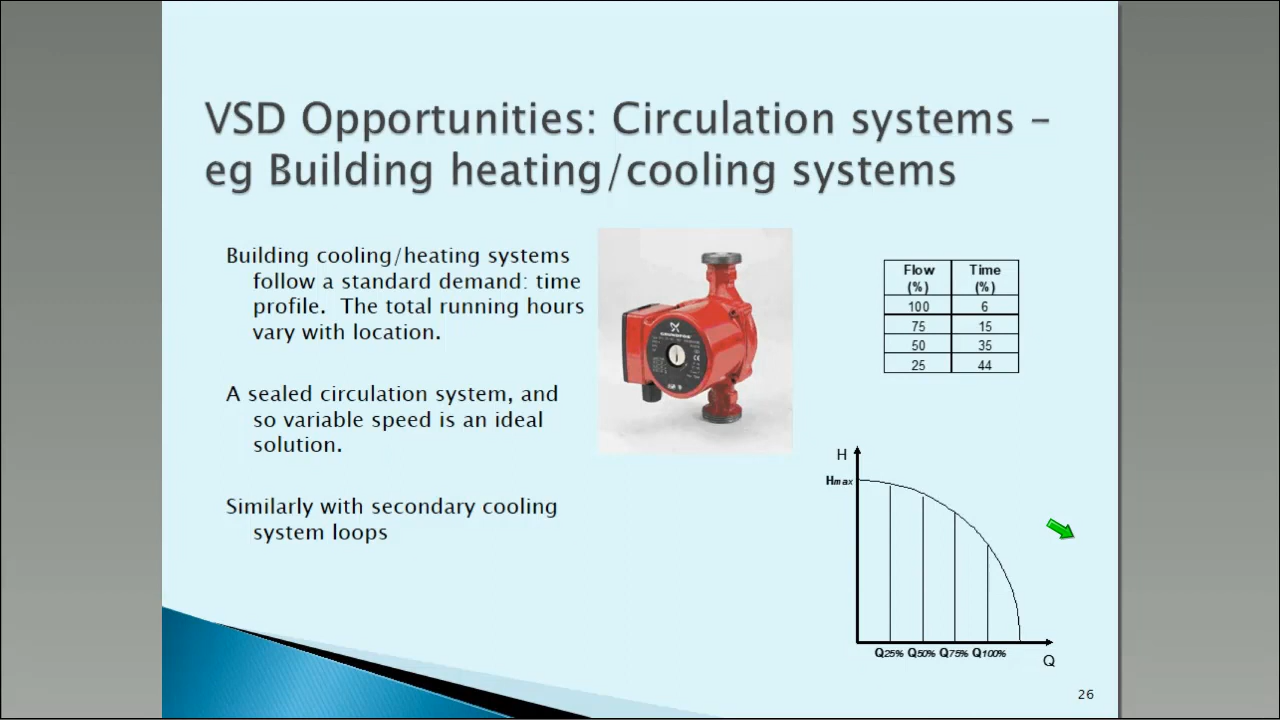 VSD Opportunities: Circulation systems –
eg Building heating/cooling systems
Building cooling/heating systems
follow a standard demand: time
profile. The total running hours
vary with location.
A sealed circulation system, and
so variable speed is an ideal
solution.
Similarly with secondary cooling
system loops
GRUNDFOS
Flow (%) Time (%)
100 6
75 15
50 35
25 44
H
Hmax
Q25% Q50% Q75% Q100%
Q
26